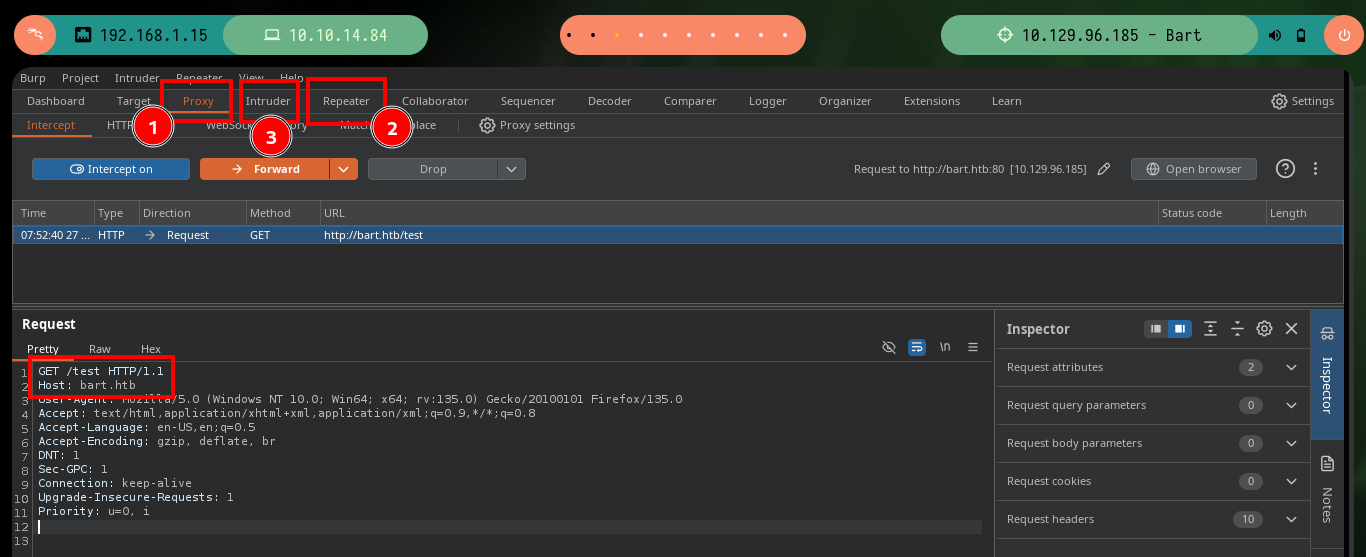 192.168.1.15 10.10.14.84 10.129.96.185 - Bart
Burp Project Intruder Repeater View Help
Dashboard Target Proxy Intruder Repeater Collaborator Sequencer Decoder Comparer Logger Organizer Extensions Learn Settings
Intercept HTTP Proxy settings
1 3 2
Intercept on Forward Drop Request to http://bart.htb:80 [10.129.96.185] Open browser
Time Type Direction Method URL Status code Length
07:52:40 27 ... HTTP Request GET http://bart.htb/test
Request
Pretty Raw Hex
\n
1 GET /test HTTP/1.1
2 Host: bart.htb
3 User-Agent: Mozilla/5.0 (Windows NT 10.0; Win64; x64; rv:135.0) Gecko/20100101 Firefox/135.0
4 Accept: text/html,application/xhtml+xml,application/xml;q=0.9,*/*;q=0.8
5 Accept-Language: en-US,en;q=0.5
6 Accept-Encoding: gzip, deflate, br
7 DNT: 1
8 Sec-GPC: 1
9 Connection: keep-alive
10 Upgrade-Insecure-Requests: 1
11 Priority: u=0, i
12
13
Inspector
Request attributes 2
Request query parameters 0
Request body parameters 0
Request cookies 0
Request headers 10
Inspector
Notes